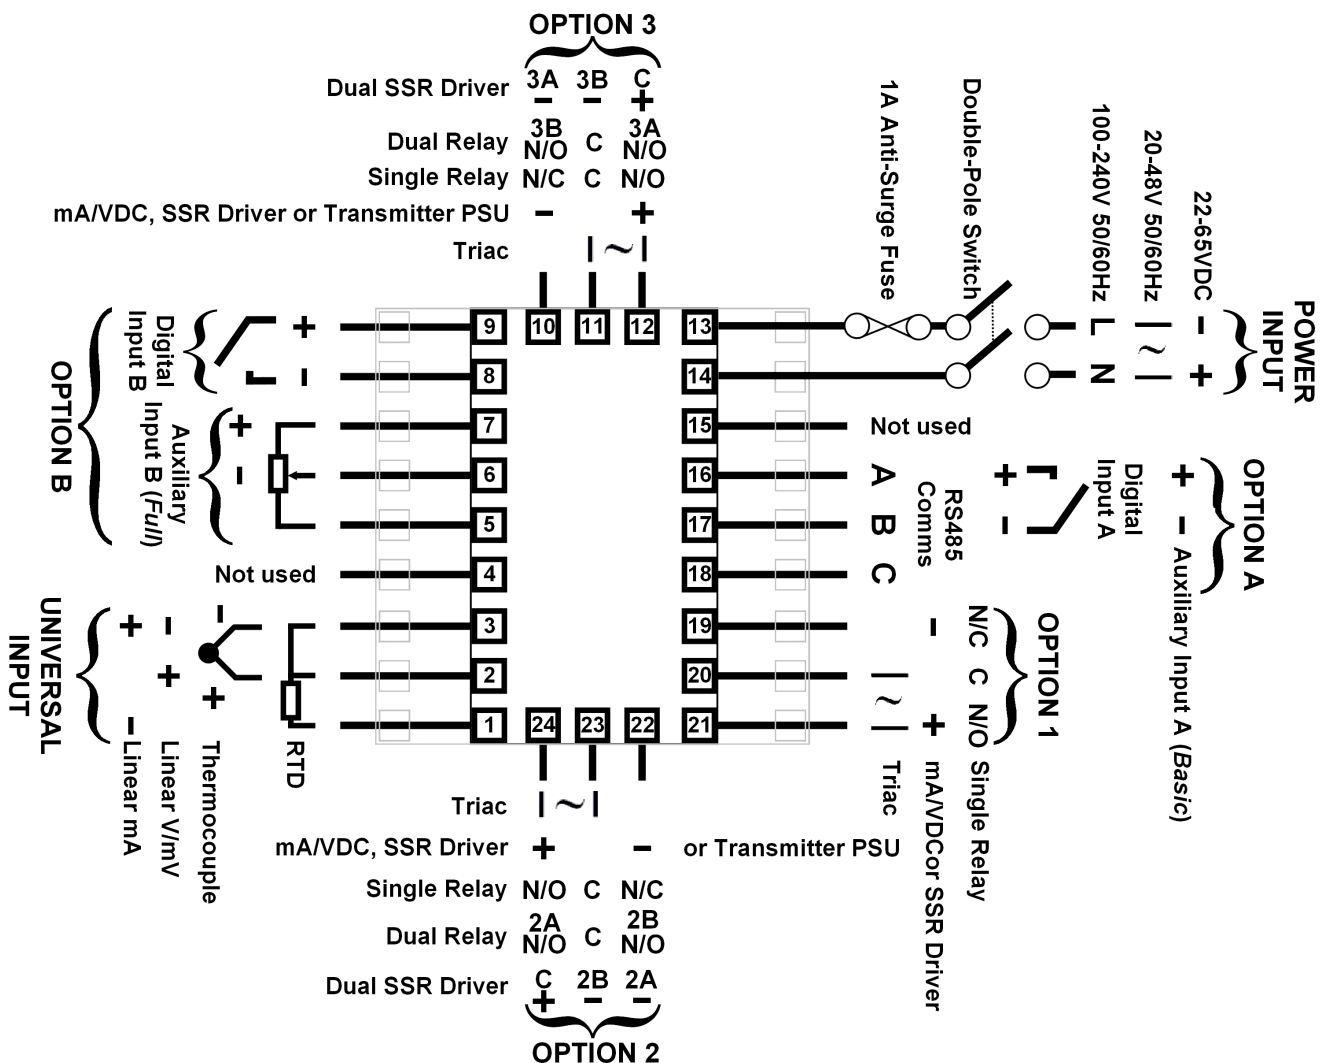 OPTION 3
Dual SSR Driver 3A 3B C
− − +
Dual Relay 3B N/O C 3A N/O
Single Relay N/C C N/O
mA/VDC, SSR Driver or Transmitter PSU − +
Triac | ~ |
1A Anti-Surge Fuse
Double-Pole Switch
100-240V 50/60Hz L N
20-48V 50/60Hz | ~ |
22-65VDC − +
POWER
INPUT
10 11 12
9 +
8 −
Digital
Input B
7 +
6 −
5
Auxiliary
Input B (Full)
OPTION B
Not used 4
3
2
1
RTD
− + Thermocouple
− + Linear V/mV
+ − Linear mA
UNIVERSAL
INPUT
13
14
15 Not used
16 A
17 B
18 C
RS485
Comms
+ −
Digital
Input A
+ − Auxiliary Input A (Basic)
OPTION A
19
20
21
| ~ | Triac
− + mA/VDCor SSR Driver
N/C C N/O Single Relay
OPTION 1
24 23 22
Triac | ~ |
mA/VDC, SSR Driver + − or Transmitter PSU
Single Relay N/O C N/C
Dual Relay 2A N/O C 2B N/O
Dual SSR Driver C 2B 2A
+ − −
OPTION 2